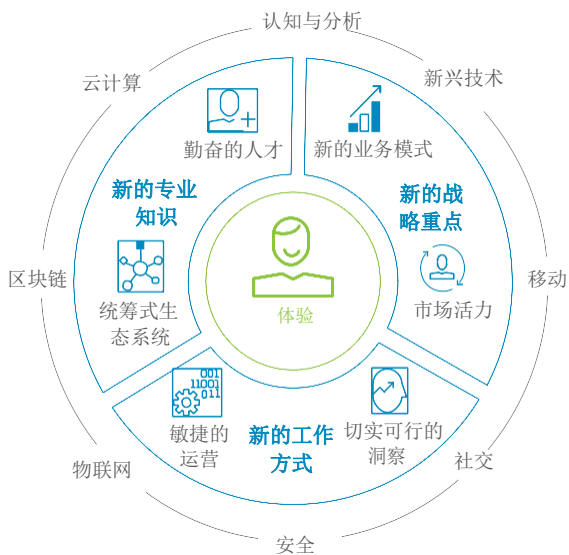 认知与分析
云计算
新兴技术
勤奋的人才
新的业务模式
新的专业
知识
新的战
略重点
区块链
移动
统筹式生
态系统
体验
市场活力
001
11001
011
敏捷的
运营
新的工作
方式
切实可行的
洞察
物联网
社交
安全